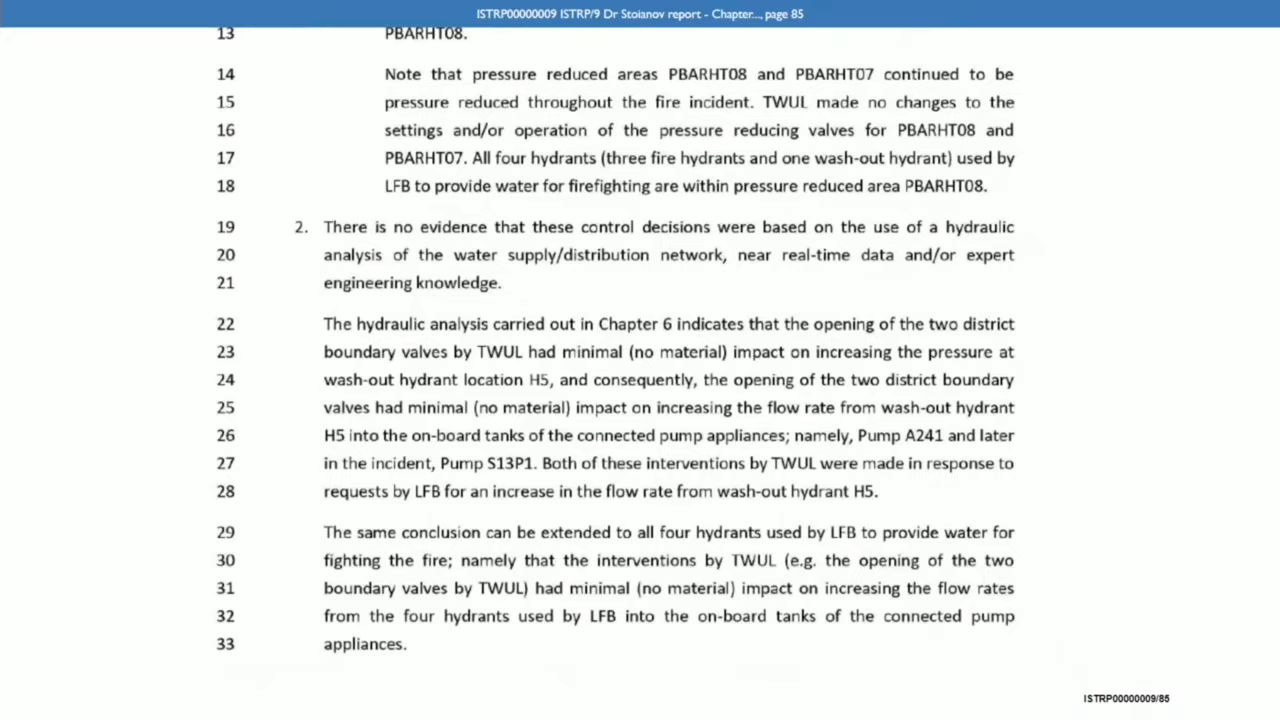 ISTRP00000009 ISTRP/9 Dr Stoianov report - Chapter..., page 85
13 PBARHT08.
14 Note that pressure reduced areas PBARHT08 and PBARHT07 continued to be
15 pressure reduced throughout the fire incident. TWUL made no changes to the
16 settings and/or operation of the pressure reducing valves for PBARHT08 and
17 PBARHT07. All four hydrants (three fire hydrants and one wash-out hydrant) used by
18 LFB to provide water for firefighting are within pressure reduced area PBARHT08.
19 2. There is no evidence that these control decisions were based on the use of a hydraulic
20 analysis of the water supply/distribution network, near real-time data and/or expert
21 engineering knowledge.
22 The hydraulic analysis carried out in Chapter 6 indicates that the opening of the two district
23 boundary valves by TWUL had minimal (no material) impact on increasing the pressure at
24 wash-out hydrant location H5, and consequently, the opening of the two district boundary
25 valves had minimal (no material) impact on increasing the flow rate from wash-out hydrant
26 H5 into the on-board tanks of the connected pump appliances; namely, Pump A241 and later
27 in the incident, Pump S13P1. Both of these interventions by TWUL were made in response to
28 requests by LFB for an increase in the flow rate from wash-out hydrant H5.
29 The same conclusion can be extended to all four hydrants used by LFB to provide water for
30 fighting the fire; namely that the interventions by TWUL (e.g. the opening of the two
31 boundary valves by TWUL) had minimal (no material) impact on increasing the flow rates
32 from the four hydrants used by LFB into the on-board tanks of the connected pump
33 appliances.
ISTRP00000009/85